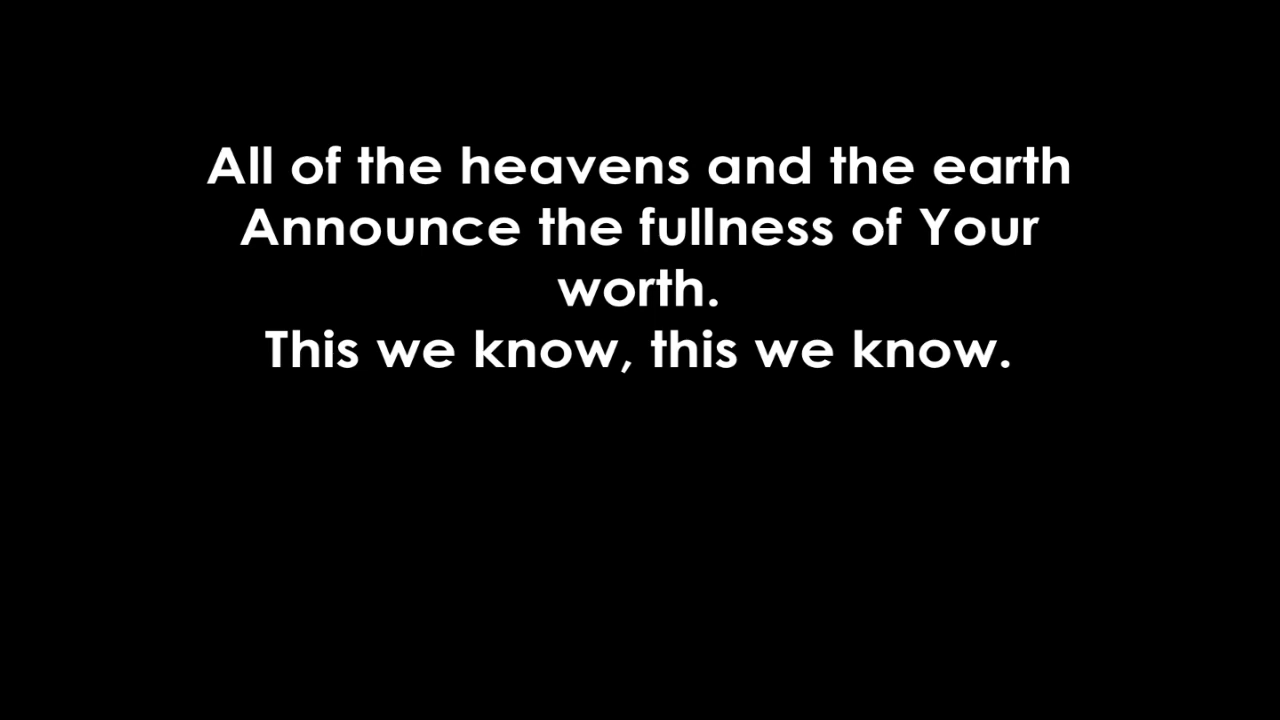 All of the heavens and the earth
Announce the fullness of Your
worth.
This we know, this we know.